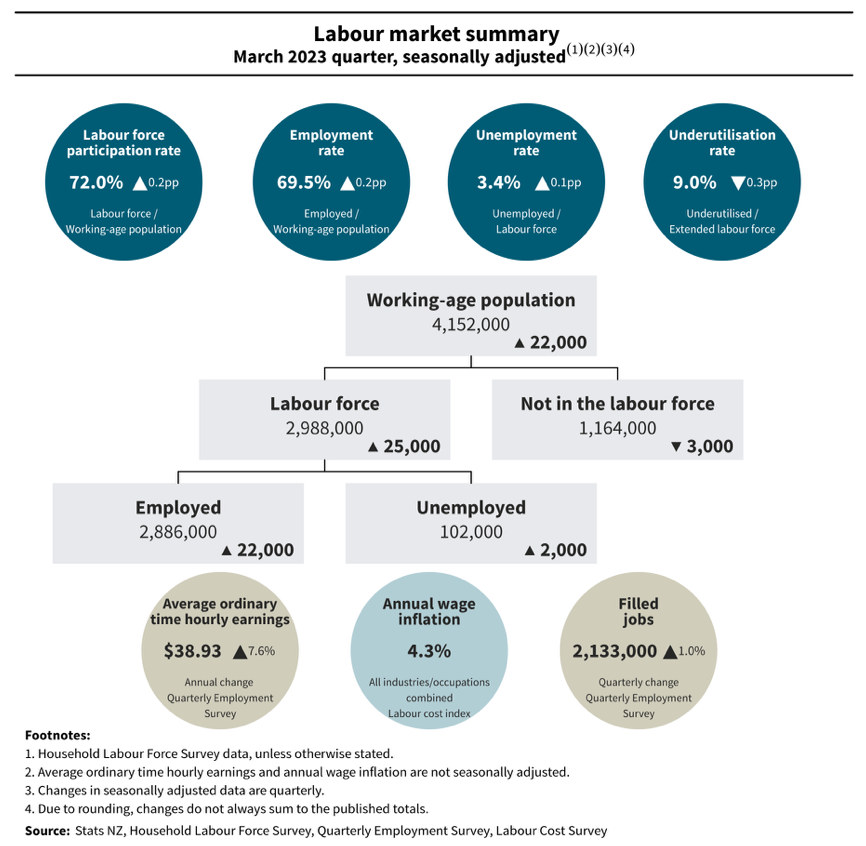 Labour market summary
March 2023 quarter, seasonally adjusted(1)(2)(3)(4)
Labour force
participation rate
72.0% ▲0.2pp
Labour force /
Working-age population
Employment
rate
69.5% ▲0.2pp
Employed /
Working-age population
Unemployment
rate
3.4% ▲0.1pp
Unemployed /
Labour force
Underutilisation
rate
9.0% ▼0.3pp
Underutilised /
Extended labour force
Working-age population
4,152,000
▲ 22,000
Labour force
2,988,000
▲ 25,000
Not in the labour force
1,164,000
▼ 3,000
Employed
2,886,000
▲ 22,000
Unemployed
102,000
▲ 2,000
Average ordinary
time hourly earnings
$38.93 ▲7.6%
Annual change
Quarterly Employment
Survey
Annual wage
inflation
4.3%
All industries/occupations
combined
Labour cost index
Filled
jobs
2,133,000 ▲1.0%
Quarterly change
Quarterly Employment
Survey
Footnotes:
1. Household Labour Force Survey data, unless otherwise stated.
2. Average ordinary time hourly earnings and annual wage inflation are not seasonally adjusted.
3. Changes in seasonally adjusted data are quarterly.
4. Due to rounding, changes do not always sum to the published totals.
Source: Stats NZ, Household Labour Force Survey, Quarterly Employment Survey, Labour Cost Survey